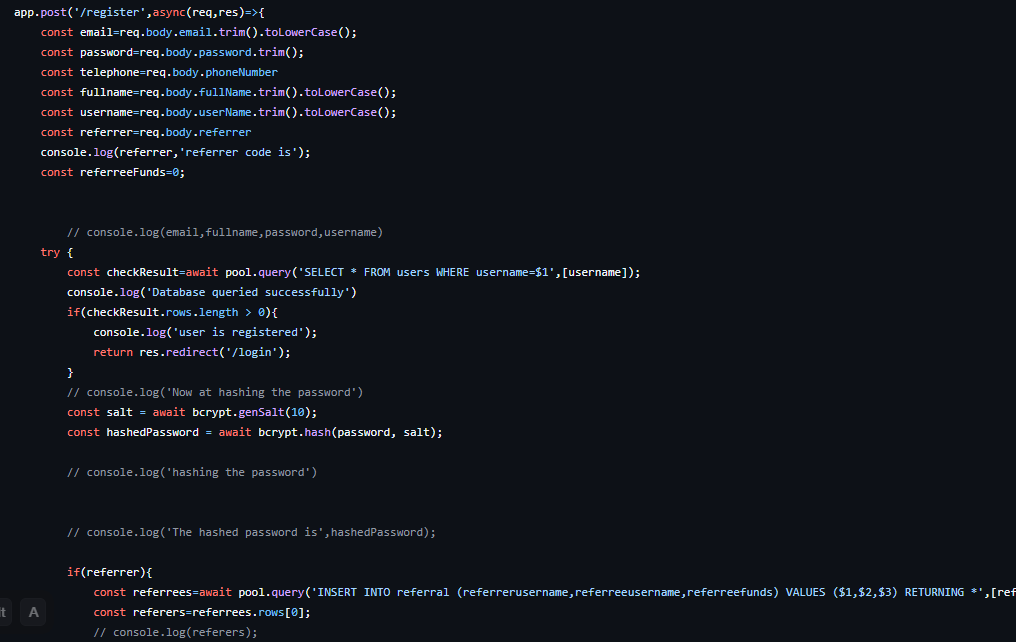 app.post('/register',async(req,res)=>{
const email=req.body.email.trim().toLowerCase();
const password=req.body.password.trim();
const telephone=req.body.phoneNumber
const fullname=req.body.fullName.trim().toLowerCase();
const username=req.body.userName.trim().toLowerCase();
const referrer=req.body.referrer
console.log(referrer,'referrer code is');
const referreeFunds=0;
// console.log(email,fullname,password,username)
try {
const checkResult=await pool.query('SELECT * FROM users WHERE username=$1',[username]);
console.log('Database queried successfully')
if(checkResult.rows.length > 0){
console.log('user is registered');
return res.redirect('/login');
}
// console.log('Now at hashing the password')
const salt = await bcrypt.genSalt(10);
const hashedPassword = await bcrypt.hash(password, salt);
// console.log('hashing the password')
// console.log('The hashed password is',hashedPassword);
if(referrer){
const referrees=await pool.query('INSERT INTO referral (referrerusername,referreeusername,referreefunds) VALUES ($1,$2,$3) RETURNING *',[ref
lt A
const referers=referrees.rows[0];
// console.log(referers);